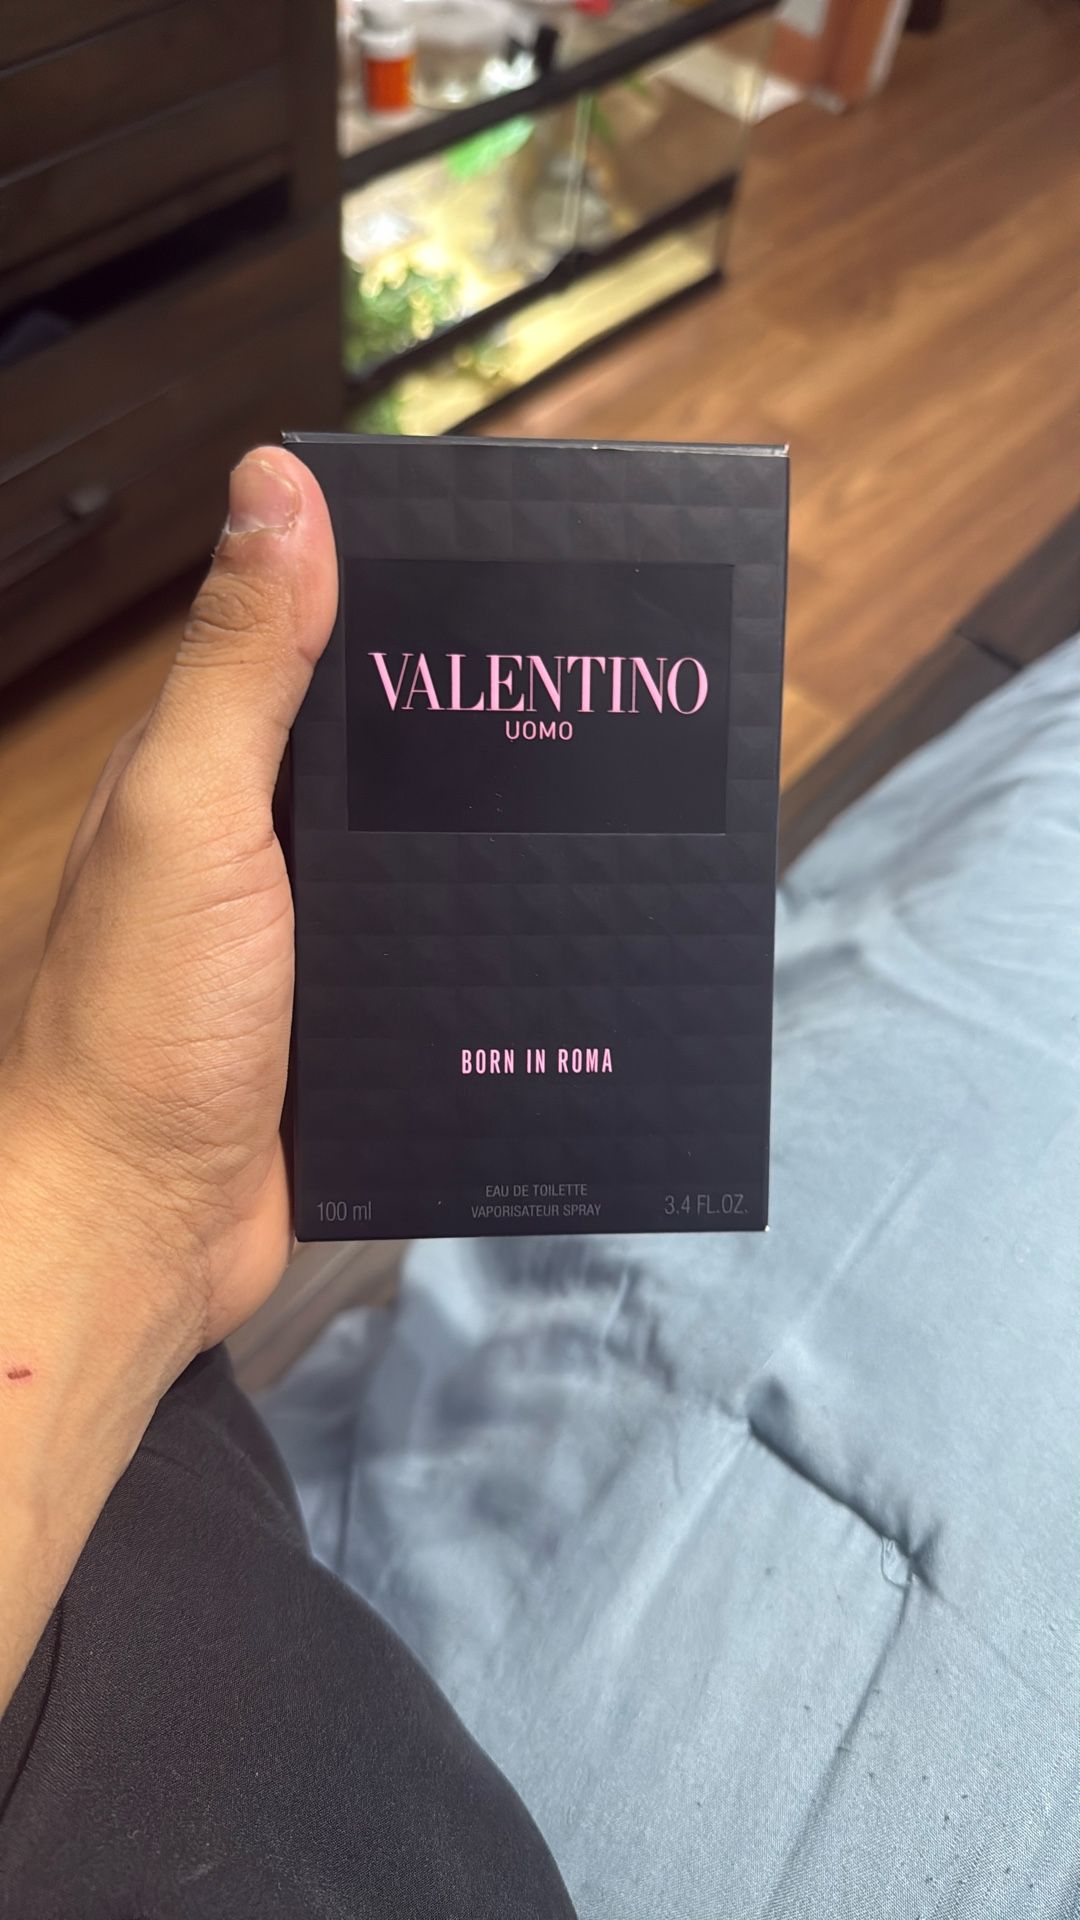 VALENTINO
UOMO
BORN IN ROMA
EAU DE TOILETTE
100 ml VAPORISATEUR SPRAY 3.4 FL.OZ.